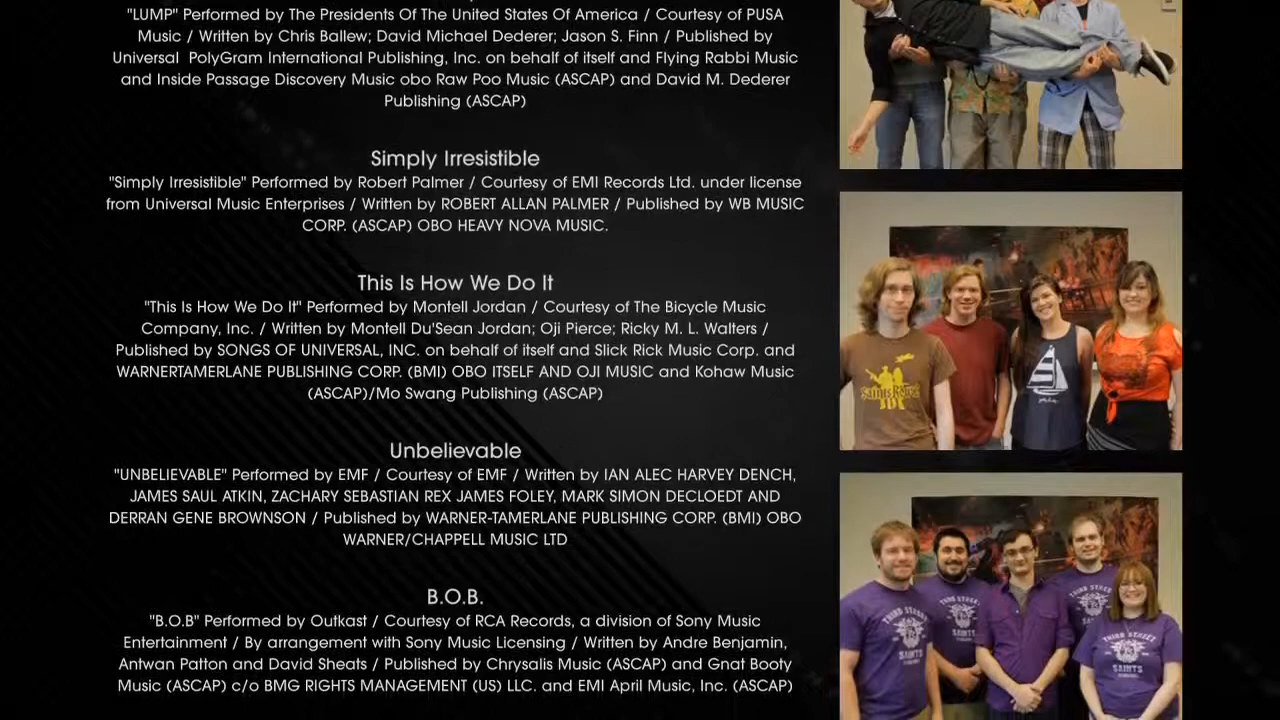 "LUMP" Performed by The Presidents Of The United States Of America / Courtesy of PUSA
Music / Written by Chris Ballew; David Michael Dederer; Jason S. Finn / Published by
Universal PolyGram International Publishing, Inc. on behalf of itself and Flying Rabbi Music
and Inside Passage Discovery Music obo Raw Poo Music (ASCAP) and David M. Dederer
Publishing (ASCAP)
Simply Irresistible
"Simply Irresistible" Performed by Robert Palmer / Courtesy of EMI Records Ltd. under license
from Universal Music Enterprises / Written by ROBERT ALLAN PALMER / Published by WB MUSIC
CORP. (ASCAP) OBO HEAVY NOVA MUSIC.
This Is How We Do It
"This Is How We Do It" Performed by Montell Jordan / Courtesy of The Bicycle Music
Company, Inc. / Written by Montell Du'Sean Jordan; Oji Pierce; Ricky M. L. Walters /
Published by SONGS OF UNIVERSAL, INC. on behalf of itself and Slick Rick Music Corp. and
WARNERTAMERLANE PUBLISHING CORP. (BMI) OBO ITSELF AND OJI MUSIC and Kohaw Music
(ASCAP)/Mo Swang Publishing (ASCAP)
Unbelievable
"UNBELIEVABLE" Performed by EMF / Courtesy of EMF / Written by IAN ALEC HARVEY DENCH,
JAMES SAUL ATKIN, ZACHARY SEBASTIAN REX JAMES FOLEY, MARK SIMON DECLOEDT AND
DERRAN GENE BROWNSON / Published by WARNER-TAMERLANE PUBLISHING CORP. (BMI) OBO
WARNER/CHAPPELL MUSIC LTD
B.O.B.
"B.O.B" Performed by Outkast / Courtesy of RCA Records, a division of Sony Music
Entertainment / By arrangement with Sony Music Licensing / Written by Andre Benjamin,
Antwan Patton and David Sheats / Published by Chrysalis Music (ASCAP) and Gnat Booty
Music (ASCAP) c/o BMG RIGHTS MANAGEMENT (US) LLC. and EMI April Music, Inc. (ASCAP)
Saints Row
THIRD STREET
SAINTS
THIRD STREET
SAINTS
THIRD STREET
SAINTS